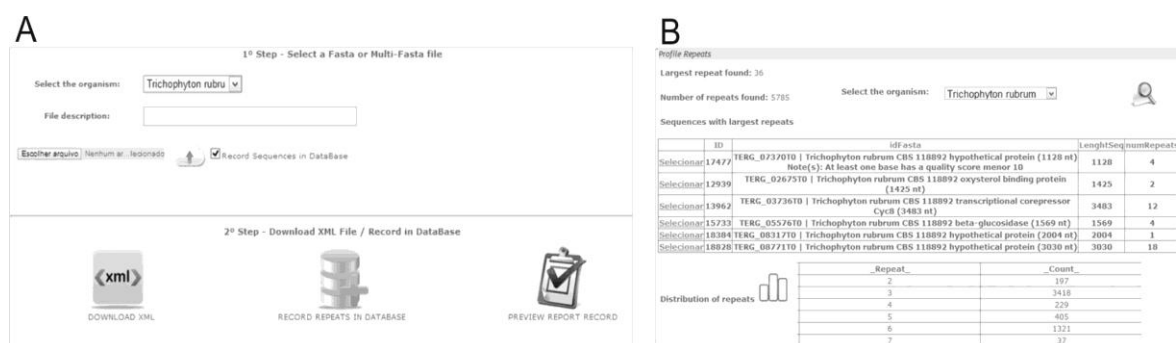 A
1º Step - Select a Fasta or Multi-Fasta file
Select the organism: Trichophyton rubru
File description:
Escolher arquivo Nenhum ar...lecionado Record Sequences in DataBase
2º Step - Download XML File / Record in DataBase
<xml>
DOWNLOAD XML RECORD REPEATS IN DATABASE PREVIEW REPORT RECORD
B
Profile Repeats
Largest repeat found: 36
Number of repeats found: 5785 Select the organism: Trichophyton rubrum
Sequences with largest repeats
ID idFasta LenghtSeq numRepeats
Selecionar 17477 TERG_07370T0 | Trichophyton rubrum CBS 118892 hypothetical protein (1128 nt) 1128 4
Note(s): At least one base has a quality score menor 10
Selecionar 12939 TERG_02675T0 | Trichophyton rubrum CBS 118892 oxysterol binding protein 1425 2
(1425 nt)
Selecionar 13962 TERG_03736T0 | Trichophyton rubrum CBS 118892 transcriptional corepressor 3483 12
Cyc8 (3483 nt)
Selecionar 15733 TERG_05576T0 | Trichophyton rubrum CBS 118892 beta-glucosidase (1569 nt) 1569 4
Selecionar 18384 TERG_08317T0 | Trichophyton rubrum CBS 118892 hypothetical protein (2004 nt) 2004 1
Selecionar 18828 TERG_08771T0 | Trichophyton rubrum CBS 118892 hypothetical protein (3030 nt) 3030 18
Distribution of repeats
_Repeat_ _Count_
2 197
3 3418
4 229
5 405
6 1321
7 37